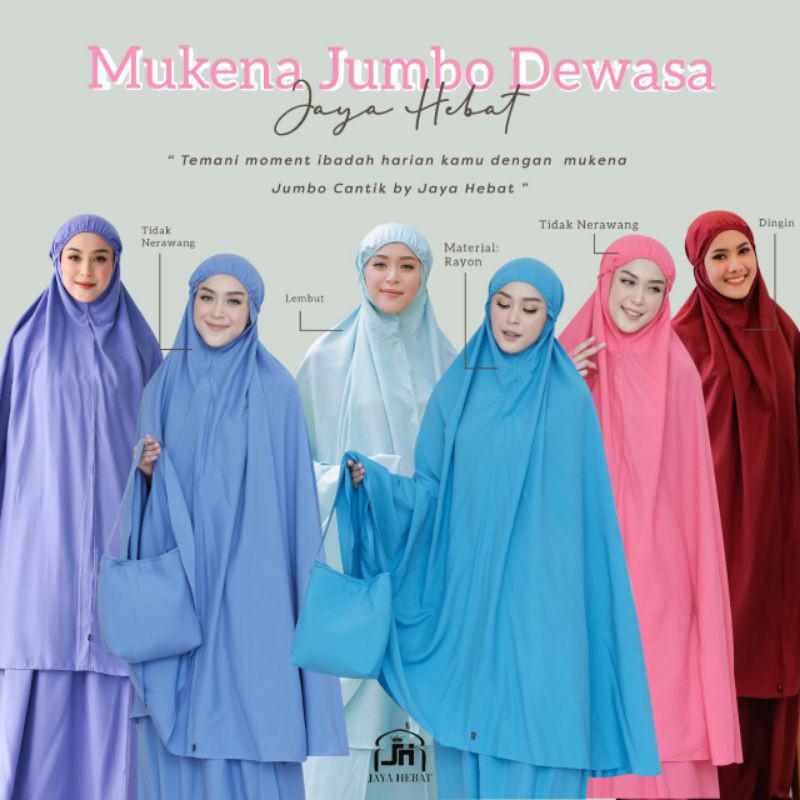 Mukena Jumbo Dewasa
Jaya Hebat
“ Temani moment ibadah harian kamu dengan mukena
Jumbo Cantik by Jaya Hebat ”
Tidak
Nerawang
Lembut
Material:
Rayon
Tidak Nerawang
Dingin
JH
JAYA HEBAT